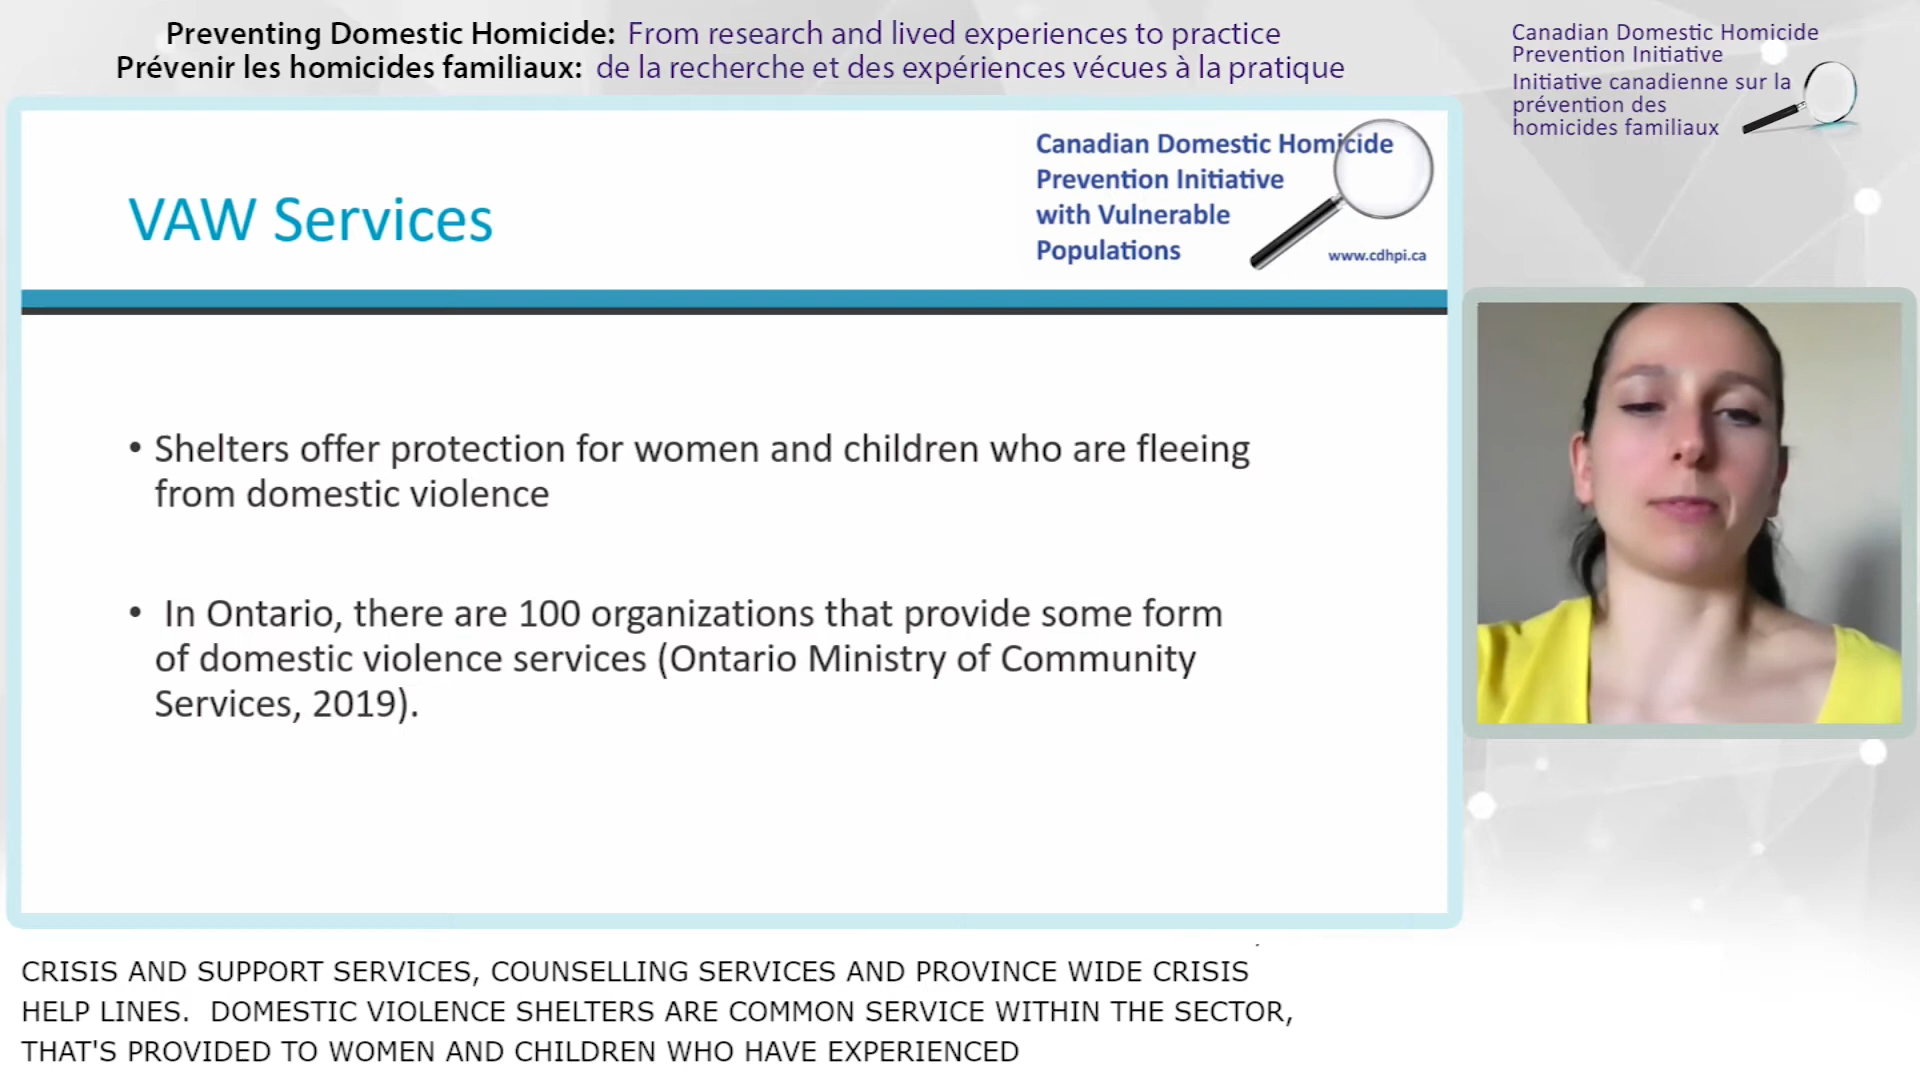 Preventing Domestic Homicide: From research and lived experiences to practice
Prévenir les homicides familiaux: de la recherche et des expériences vécues à la pratique
Canadian Domestic Homicide
Prevention Initiative
Initiative canadienne sur la
prévention des
homicides familiaux
Canadian Domestic Homicide
Prevention Initiative
with Vulnerable
Populations
www.cdhpi.ca
VAW Services
• Shelters offer protection for women and children who are fleeing
from domestic violence
• In Ontario, there are 100 organizations that provide some form
of domestic violence services (Ontario Ministry of Community
Services, 2019).
CRISIS AND SUPPORT SERVICES, COUNSELLING SERVICES AND PROVINCE WIDE CRISIS
HELP LINES.  DOMESTIC VIOLENCE SHELTERS ARE COMMON SERVICE WITHIN THE SECTOR,
THAT'S PROVIDED TO WOMEN AND CHILDREN WHO HAVE EXPERIENCED